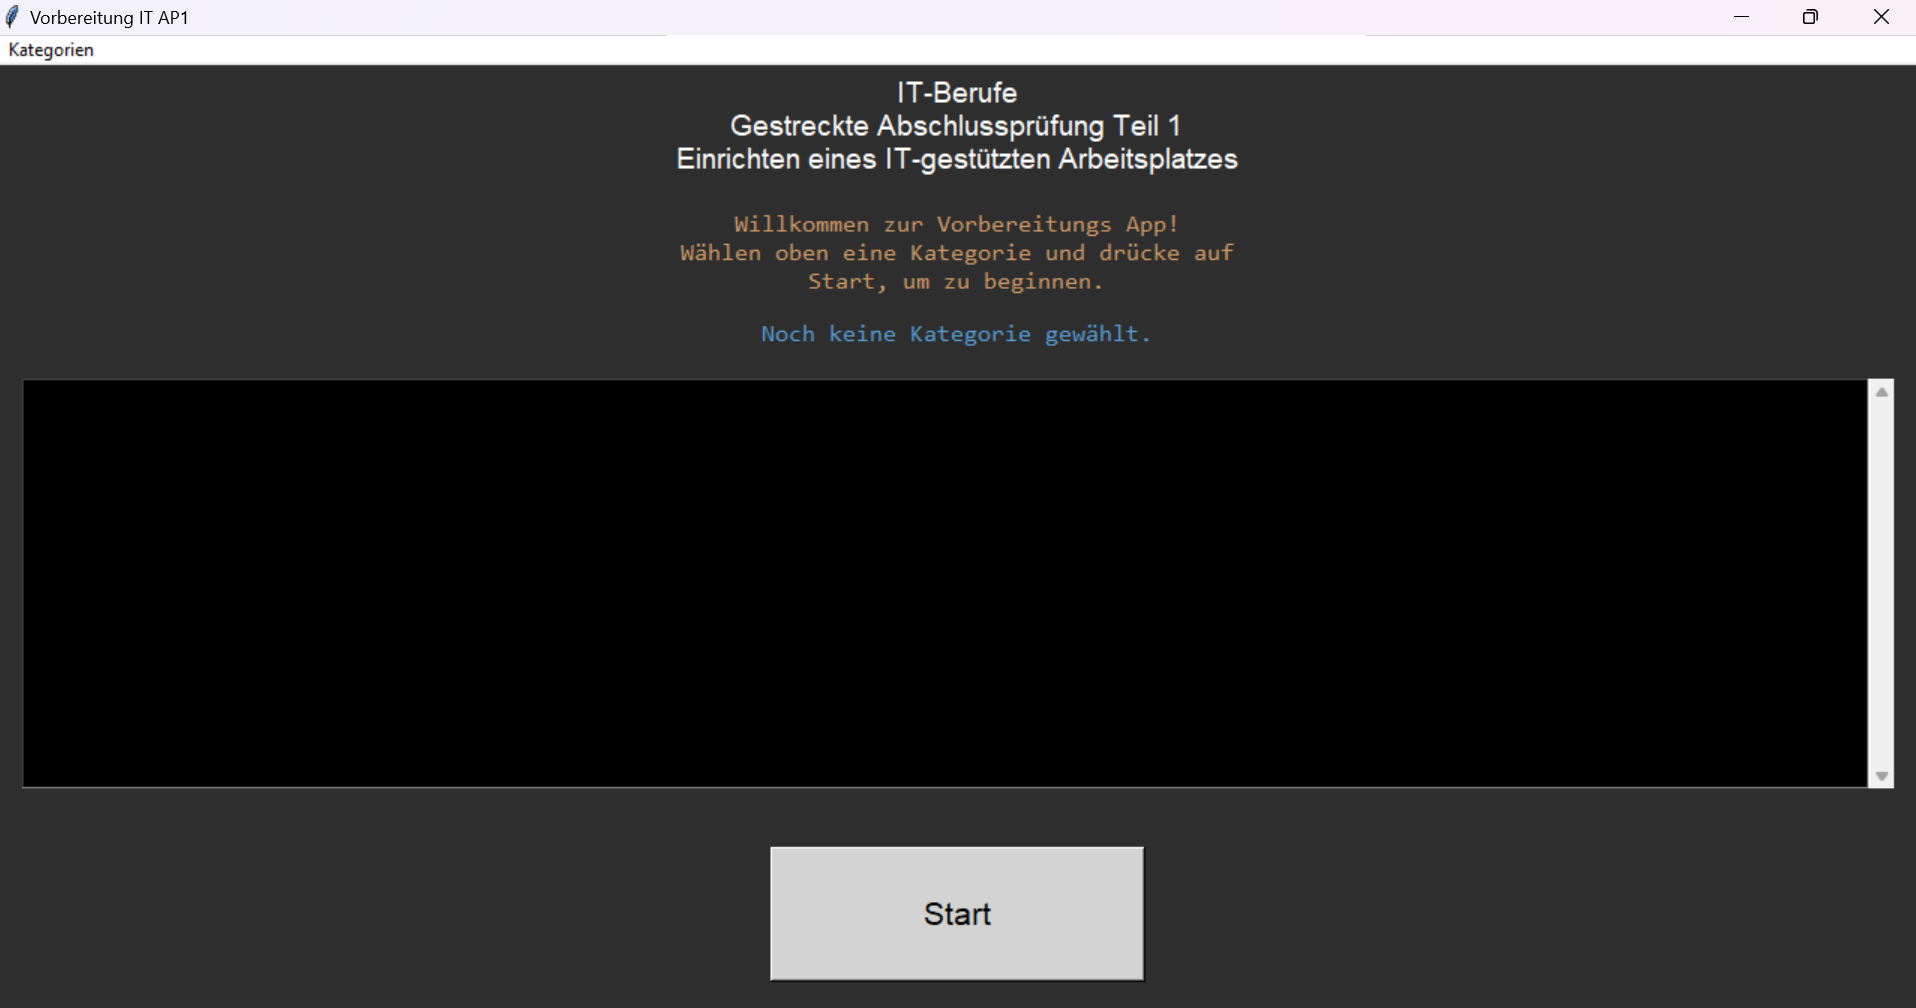 Vorbereitung IT AP1
Kategorien
IT-Berufe
Gestreckte Abschlussprüfung Teil 1
Einrichten eines IT-gestützten Arbeitsplatzes
Willkommen zur Vorbereitungs App!
Wählen oben eine Kategorie und drücke auf
Start, um zu beginnen.
Noch keine Kategorie gewählt.
Start